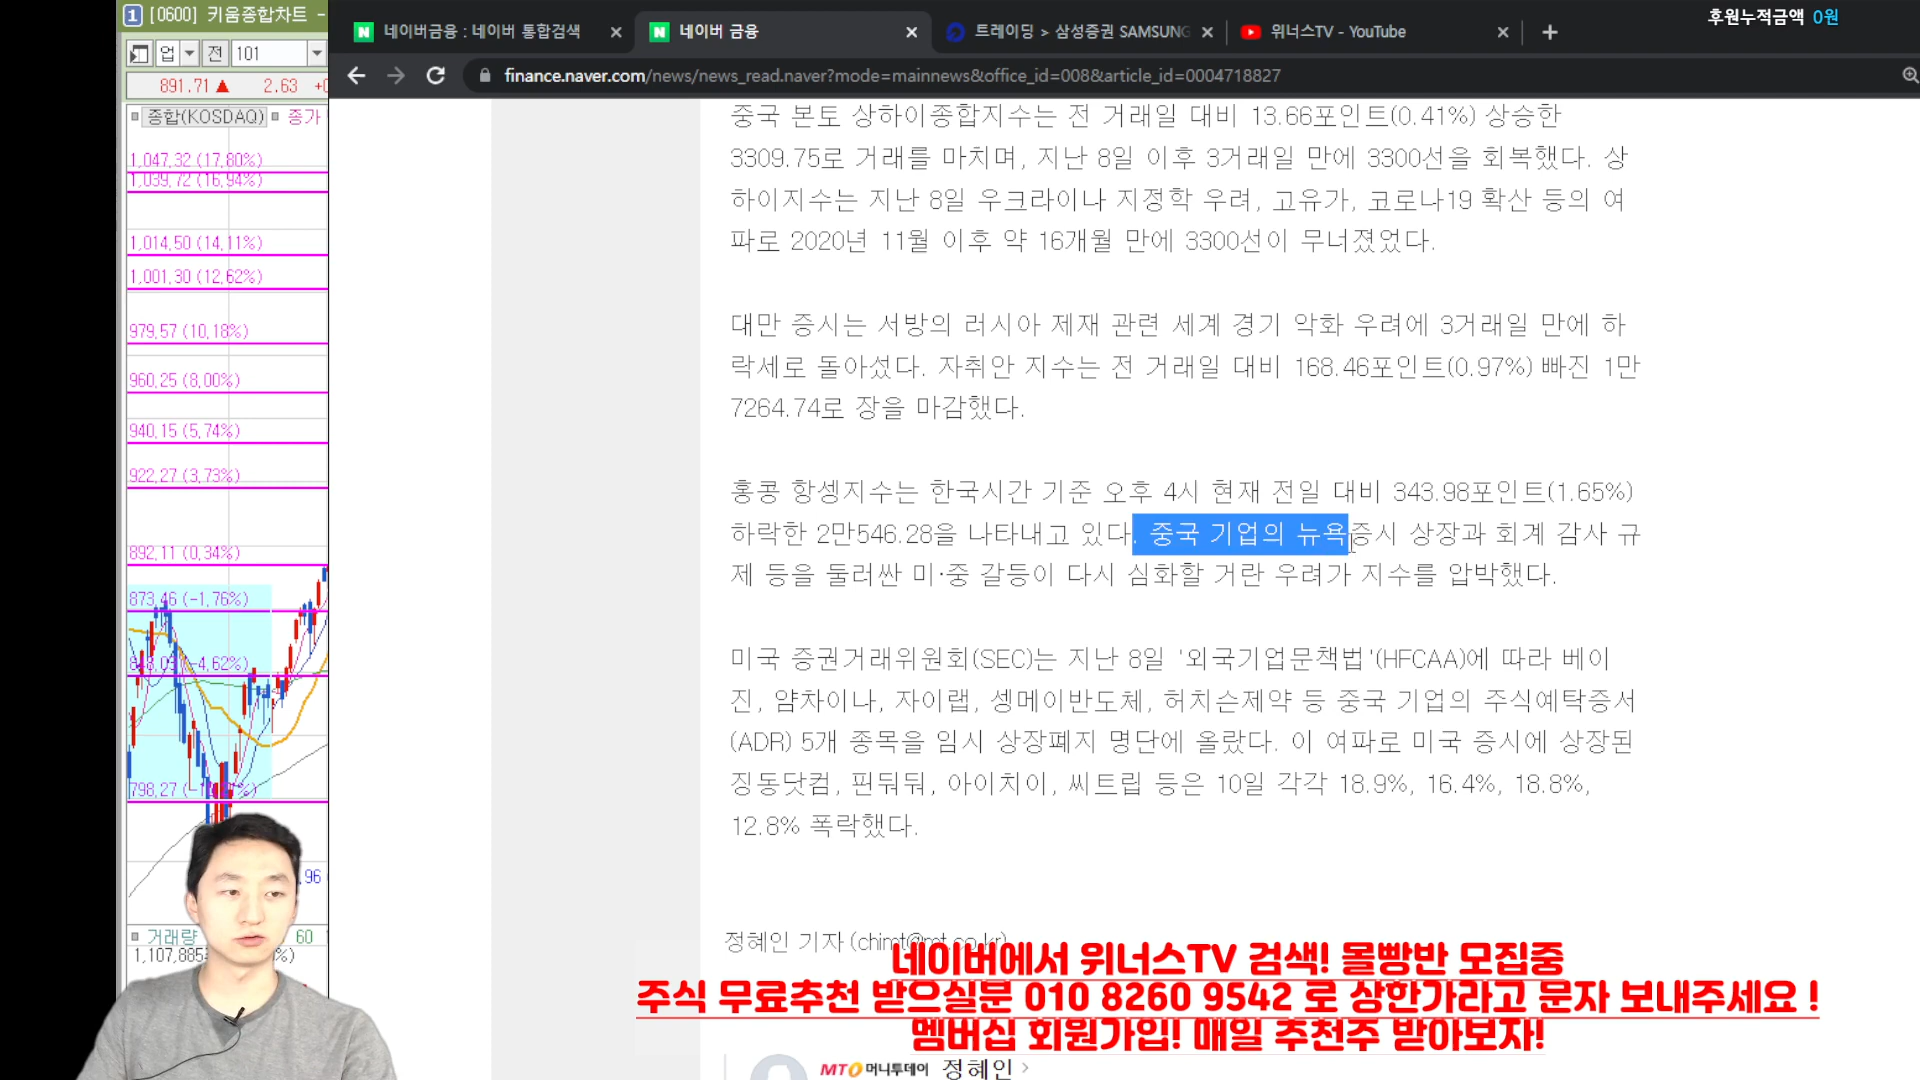 1 [0600] 키움종합차트 -
업 전 101
891.71 ▲ 2.63
종합(KOSDAQ) 종가
1,047,32 (17,80%)
1,039,72 (16,94%)
1,014,50 (14,11%)
1,001,30 (12,62%)
979,57 (10,18%)
960,25 (8,00%)
940,15 (5,74%)
922,27 (3,73%)
892,11 (0,34%)
873,46 (-1,76%)
798,27
거래량 60
1,107,885
네이버금융 : 네이버 통합검색
네이버 금융
트레이딩 > 삼성증권 SAMSUNG
위너스TV - YouTube
후원누적금액 0원
finance.naver.com/news/news_read.naver?mode=mainnews&office_id=008&article_id=0004718827
중국 본토 상하이종합지수는 전 거래일 대비 13.66포인트(0.41%) 상승한
3309.75로 거래를 마치며, 지난 8일 이후 3거래일 만에 3300선을 회복했다. 상
하이지수는 지난 8일 우크라이나 지정학 우려, 고유가, 코로나19 확산 등의 여
파로 2020년 11월 이후 약 16개월 만에 3300선이 무너졌었다.
대만 증시는 서방의 러시아 제재 관련 세계 경기 악화 우려에 3거래일 만에 하
락세로 돌아섰다. 자취안 지수는 전 거래일 대비 168.46포인트(0.97%) 빠진 1만
7264.74로 장을 마감했다.
홍콩 항셍지수는 한국시간 기준 오후 4시 현재 전일 대비 343.98포인트(1.65%)
하락한 2만546.28을 나타내고 있다. 중국 기업의 뉴욕증시 상장과 회계 감사 규
제 등을 둘러싼 미·중 갈등이 다시 심화할 거란 우려가 지수를 압박했다.
미국 증권거래위원회(SEC)는 지난 8일 '외국기업문책법'(HFCAA)에 따라 베이
진, 얌차이나, 자이랩, 셍메이반도체, 허치슨제약 등 중국 기업의 주식예탁증서
(ADR) 5개 종목을 임시 상장폐지 명단에 올랐다. 이 여파로 미국 증시에 상장된
징동닷컴, 핀둬둬, 아이치이, 씨트립 등은 10일 각각 18.9%, 16.4%, 18.8%,
12.8% 폭락했다.
정혜인 기자 (chimt@mt.co.kr)
네이버에서 위너스TV 검색! 몰빵반 모집중
주식 무료추천 받으실분 010 8260 9542 로 상한가라고 문자 보내주세요 !
멤버십 회원가입! 매일 추천주 받아보자!
MTO 머니투데이 정혜인